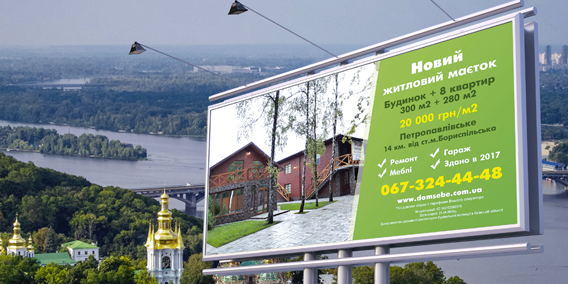 Новий
житловий маєток
Будинок + 8 квартир
300 м2 + 280 м2
20 000 грн/м2
Петропавлівське
14 км. від ст.м.Бориспільська
✓ Ремонт ✓ Гараж
✓ Меблі ✓ Здано в 2017
067-324-44-48
www.domsebe.com.ua